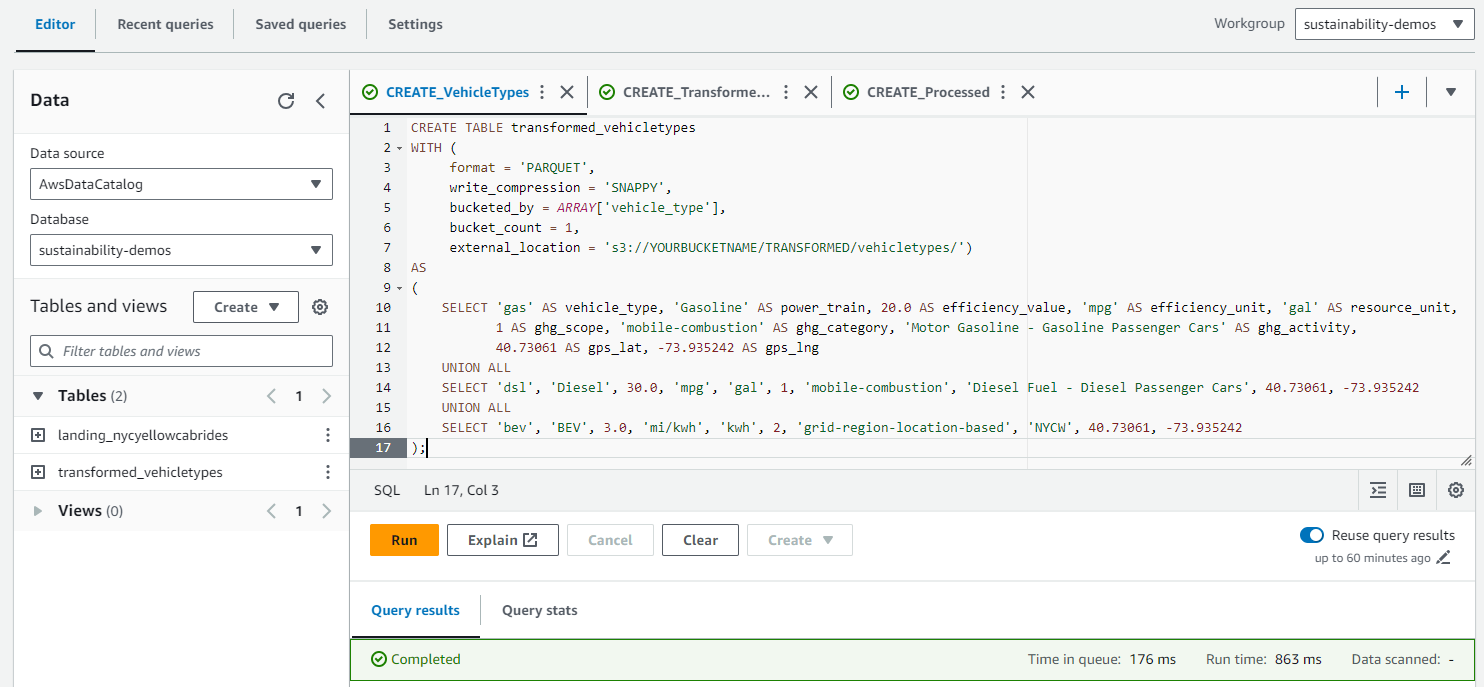 Editor Recent queries Saved queries Settings Workgroup sustainability-demos
Data
Data source
AwsDataCatalog
Database
sustainability-demos
Tables and views Create
Filter tables and views
Tables (2) 1
landing_nycyellowcabrides
transformed_vehicletypes
Views (0) 1
CREATE_VehicleTypes CREATE_Transforme... CREATE_Processed
1 CREATE TABLE transformed_vehicletypes
2 WITH (
3 format = 'PARQUET',
4 write_compression = 'SNAPPY',
5 bucketed_by = ARRAY['vehicle_type'],
6 bucket_count = 1,
7 external_location = 's3://YOURBUCKETNAME/TRANSFORMED/vehicletypes/')
8 AS
9 (
10 SELECT 'gas' AS vehicle_type, 'Gasoline' AS power_train, 20.0 AS efficiency_value, 'mpg' AS efficiency_unit, 'gal' AS resource_unit,
11 1 AS ghg_scope, 'mobile-combustion' AS ghg_category, 'Motor Gasoline - Gasoline Passenger Cars' AS ghg_activity,
12 40.73061 AS gps_lat, -73.935242 AS gps_lng
13 UNION ALL
14 SELECT 'dsl', 'Diesel', 30.0, 'mpg', 'gal', 1, 'mobile-combustion', 'Diesel Fuel - Diesel Passenger Cars', 40.73061, -73.935242
15 UNION ALL
16 SELECT 'bev', 'BEV', 3.0, 'mi/kwh', 'kwh', 2, 'grid-region-location-based', 'NYCW', 40.73061, -73.935242
17 );
SQL Ln 17, Col 3
Run Explain Cancel Clear Create Reuse query results
up to 60 minutes ago
Query results Query stats
Completed Time in queue: 176 ms Run time: 863 ms Data scanned: -